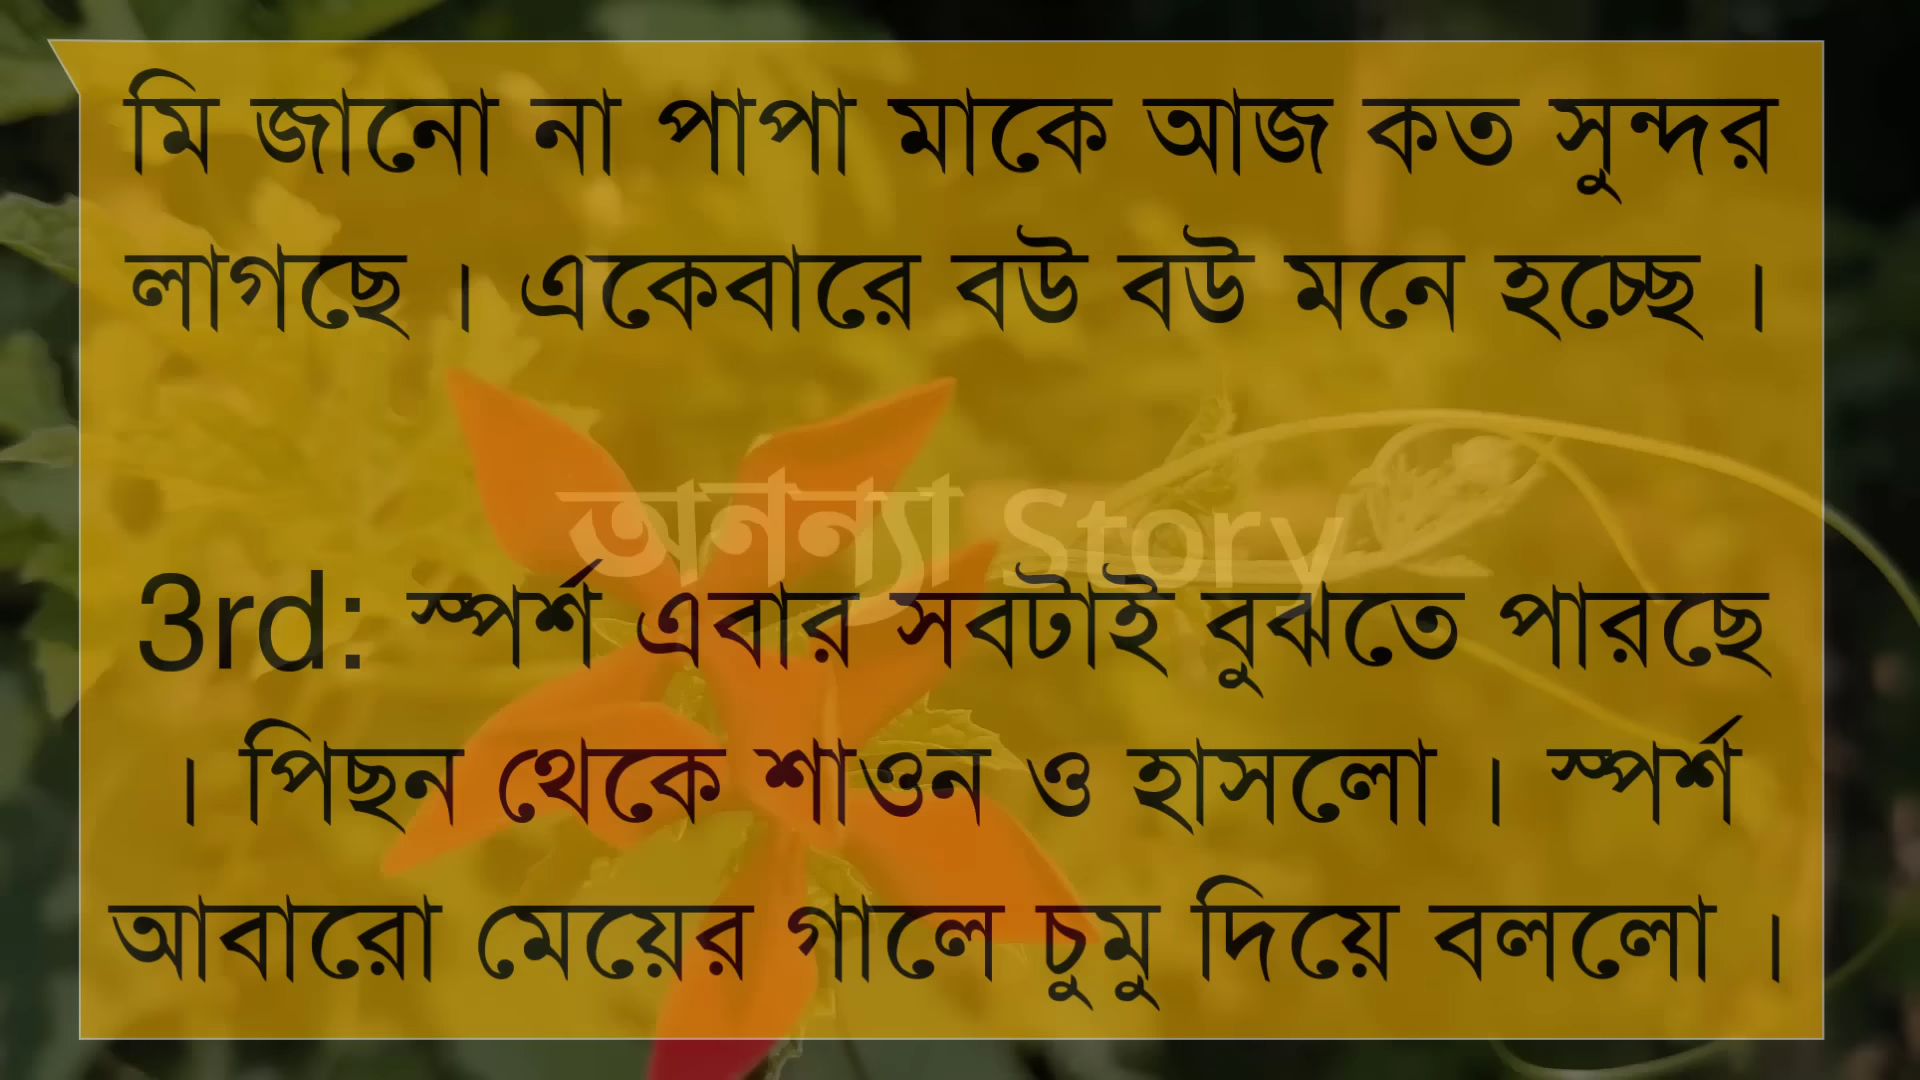 মি জানো না পাপা মাকে আজ কত সুন্দর
লাগছে । একেবারে বউ বউ মনে হচ্ছে ।
অনন্যা Story
3rd: স্পর্শ এবার সবটাই বুঝতে পারছে
। পিছন থেকে শাওন ও হাসলো । স্পর্শ
আবারো মেয়ের গালে চুমু দিয়ে বললো ।